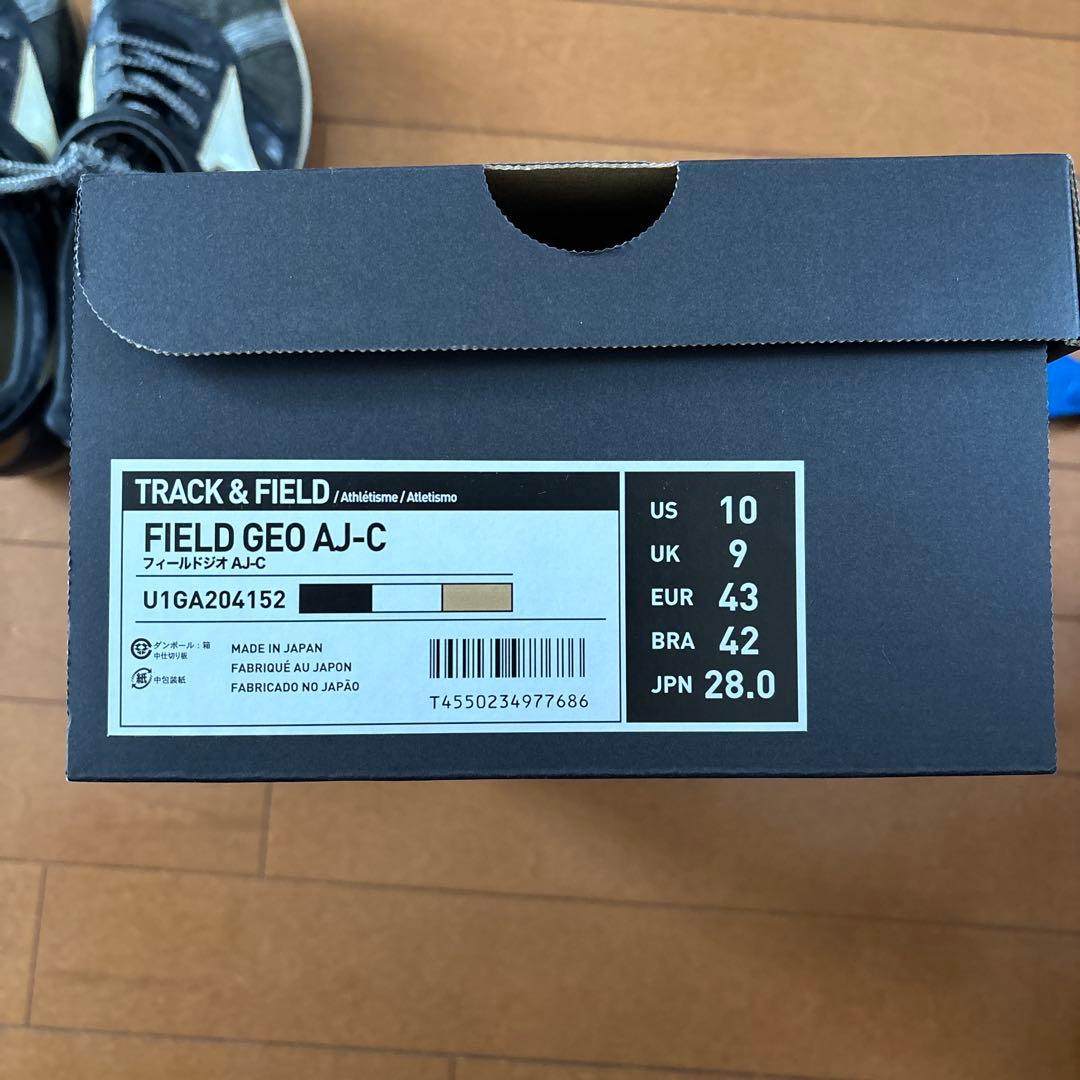 TRACK & FIELD / Athlétisme / Atletismo
FIELD GEO AJ-C
フィールドジオ AJ-C
U1GA204152
ダンボール：箱
中仕切り板
紙 中包装紙
MADE IN JAPAN
FABRIQUÉ AU JAPON
FABRICADO NO JAPÃO
T4550234977686
US 10
UK 9
EUR 43
BRA 42
JPN 28.0